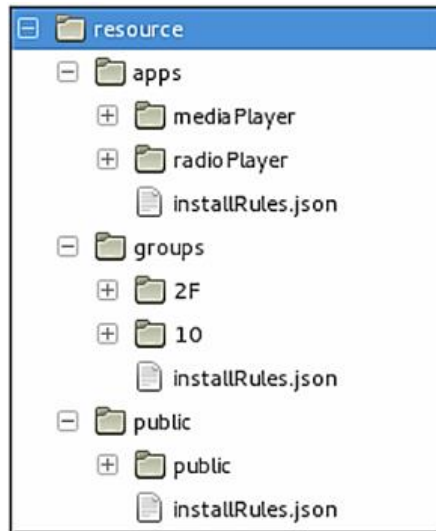 resource
apps
mediaPlayer
radioPlayer
installRules.json
groups
2F
10
installRules.json
public
public
installRules.json